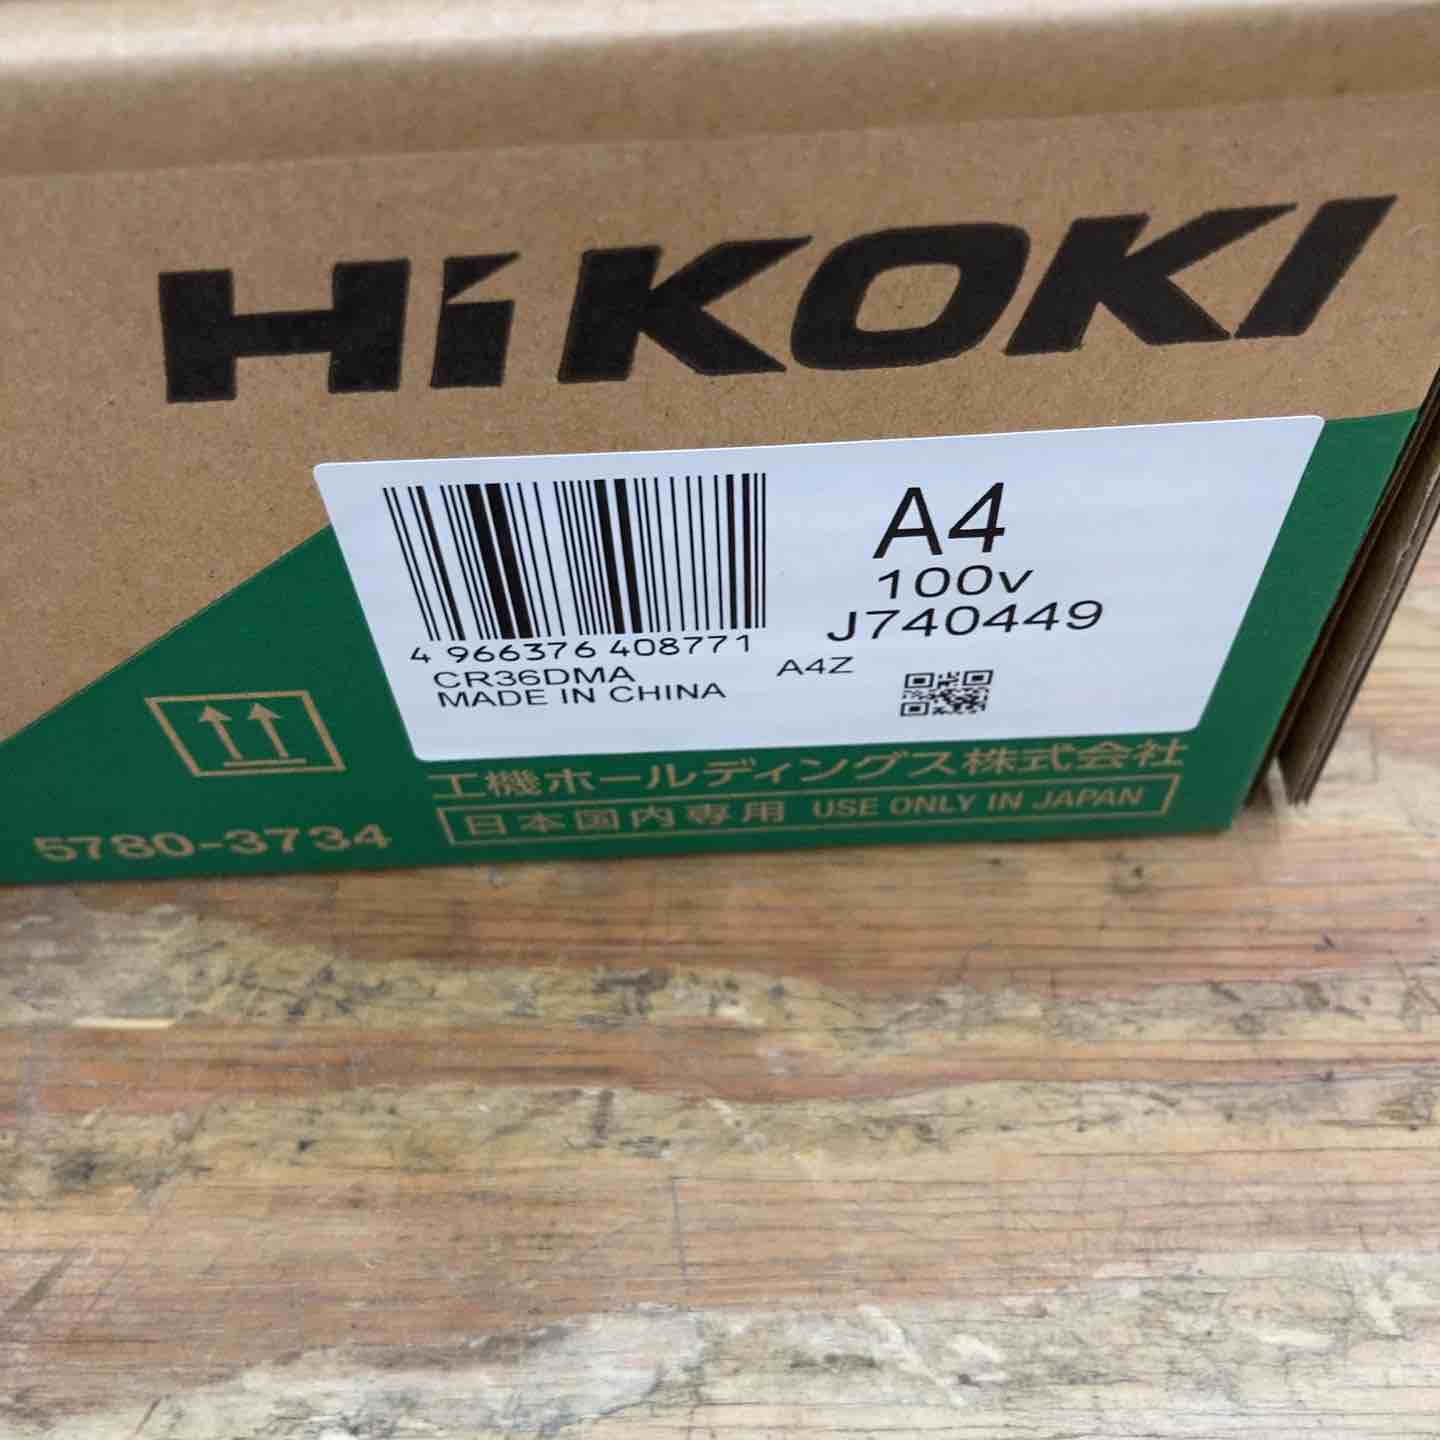 HiKOKI
A4
100v
J740449
4 966376 408771
CR36DMA A4Z
MADE IN CHINA
工機ホールディングス株式会社
日本国内専用 USE ONLY IN JAPAN
5780-3734